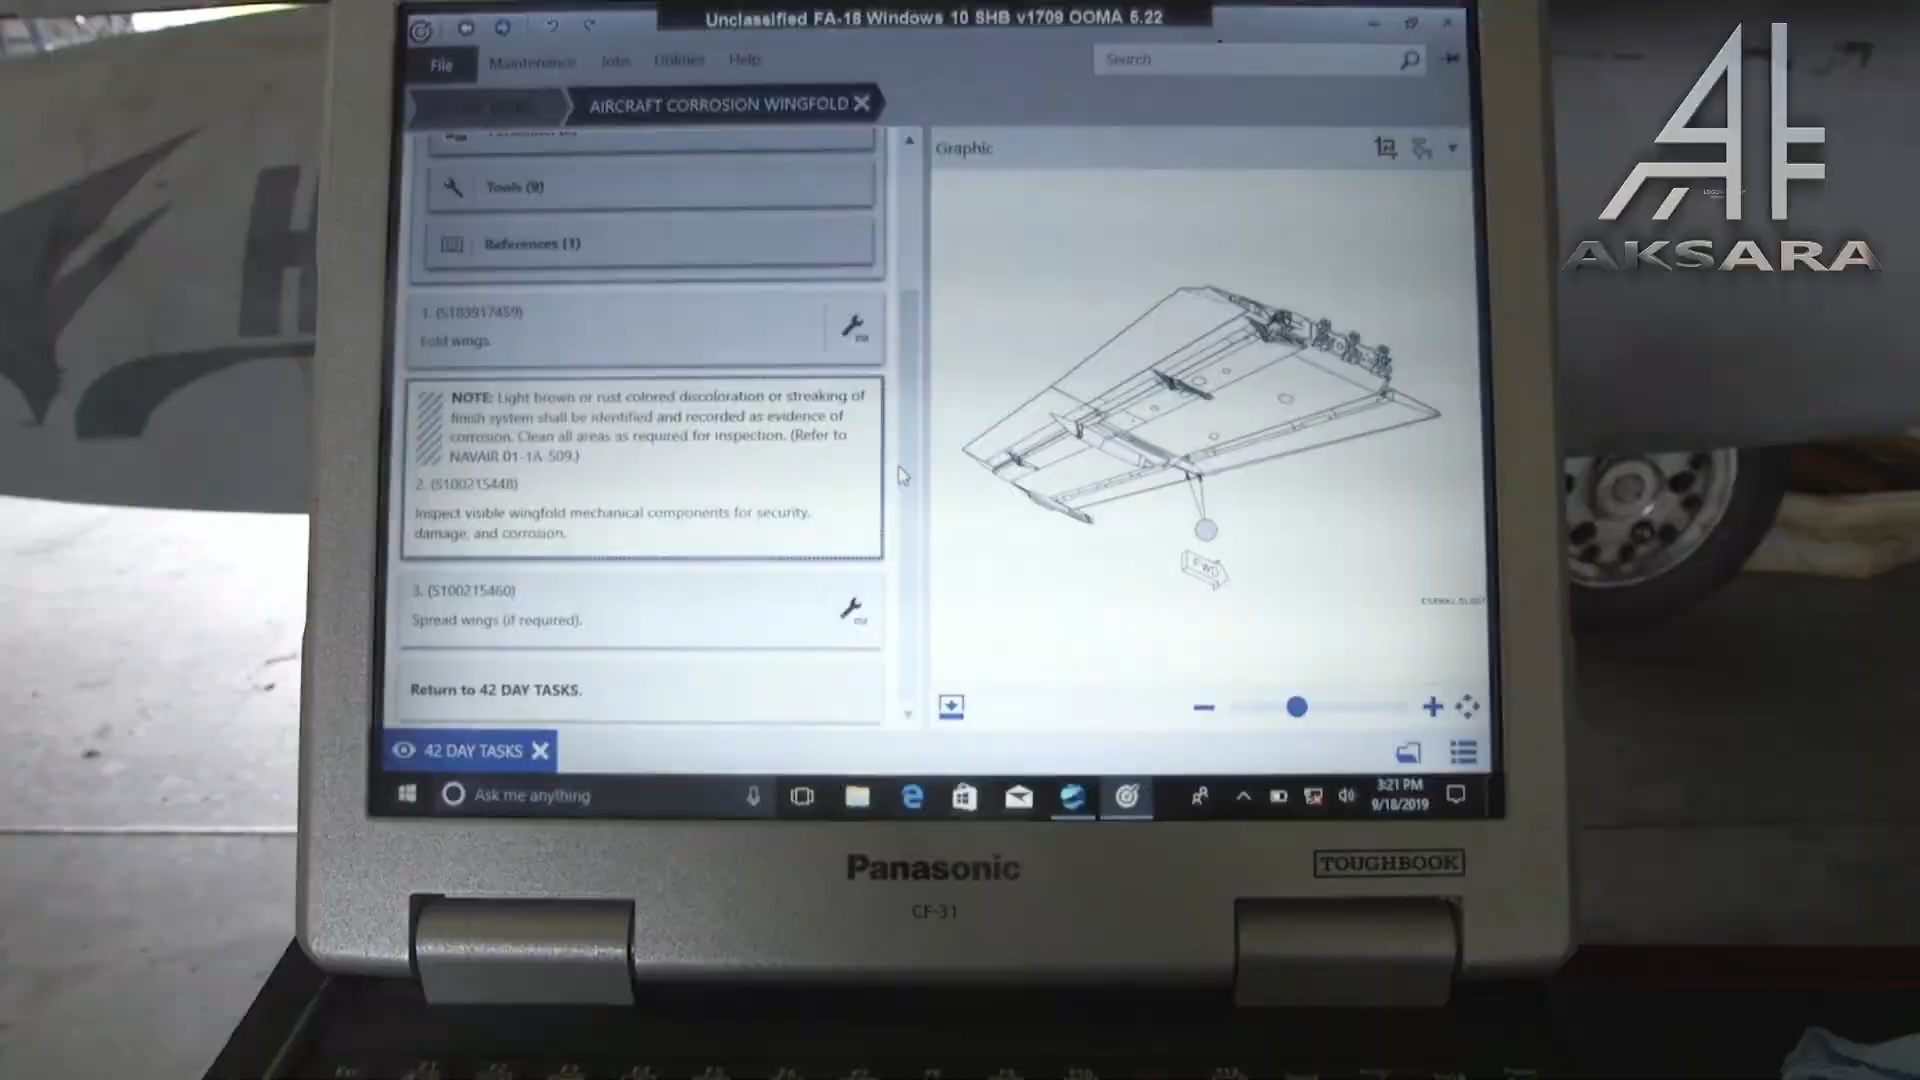 Unclassified FA-18 Windows 10 SHB v1709 OOMA 6.22
File Maintenance Jobs Utilities Help
Search
AIRCRAFT CORROSION WINGFOLD
Graphic
Tools (9)
References (1)
1. (S183917459)
Fold wings.
NOTE: Light brown or rust colored discoloration or streaking of
finish system shall be identified and recorded as evidence of
corrosion. Clean all areas as required for inspection. (Refer to
NAVAIR 01-1A-509.)
2. (S100215448)
Inspect visible wingfold mechanical components for security,
damage, and corrosion.
3. (S100215460)
Spread wings (if required).
Return to 42 DAY TASKS.
FWD
42 DAY TASKS
Ask me anything
3:21 PM
9/18/2019
Panasonic
TOUGHBOOK
CF-31
AKSARA
H